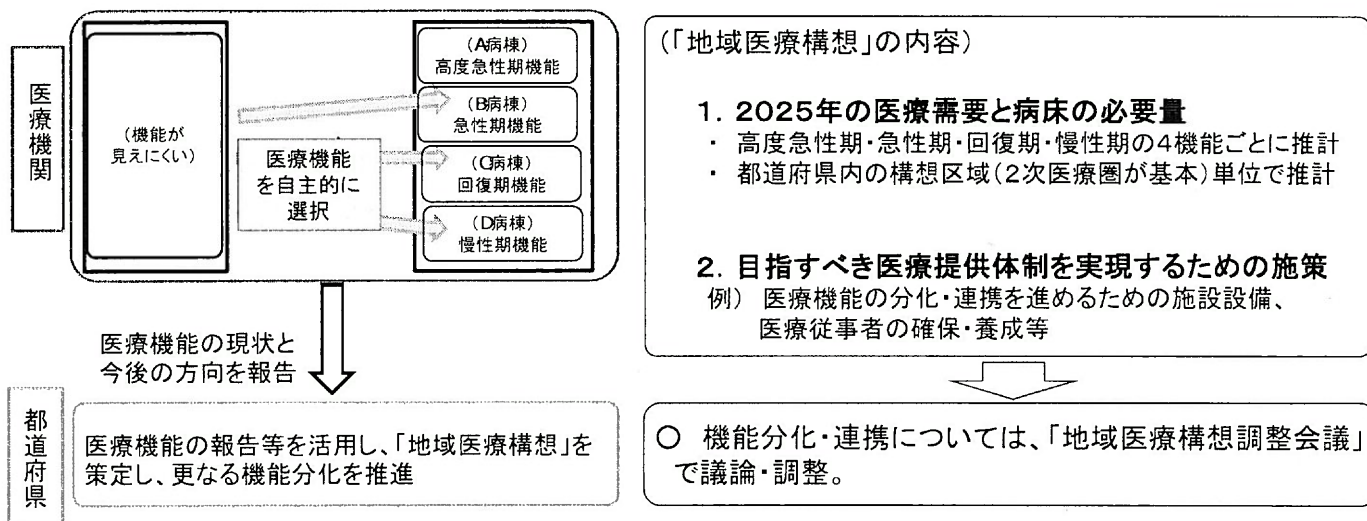 医療機関
(機能が
見えにくい)
医療機能
を自主的に
選択
(A病棟)
高度急性期機能
(B病棟)
急性期機能
(C病棟)
回復期機能
(D病棟)
慢性期機能
医療機能の現状と
今後の方向を報告
都道府県
医療機能の報告等を活用し、「地域医療構想」を
策定し、更なる機能分化を推進
(「地域医療構想」の内容)
1. 2025年の医療需要と病床の必要量
・ 高度急性期・急性期・回復期・慢性期の4機能ごとに推計
・ 都道府県内の構想区域(2次医療圏が基本)単位で推計
2. 目指すべき医療提供体制を実現するための施策
例) 医療機能の分化・連携を進めるための施設設備、
医療従事者の確保・養成等
○ 機能分化・連携については、「地域医療構想調整会議」
で議論・調整。